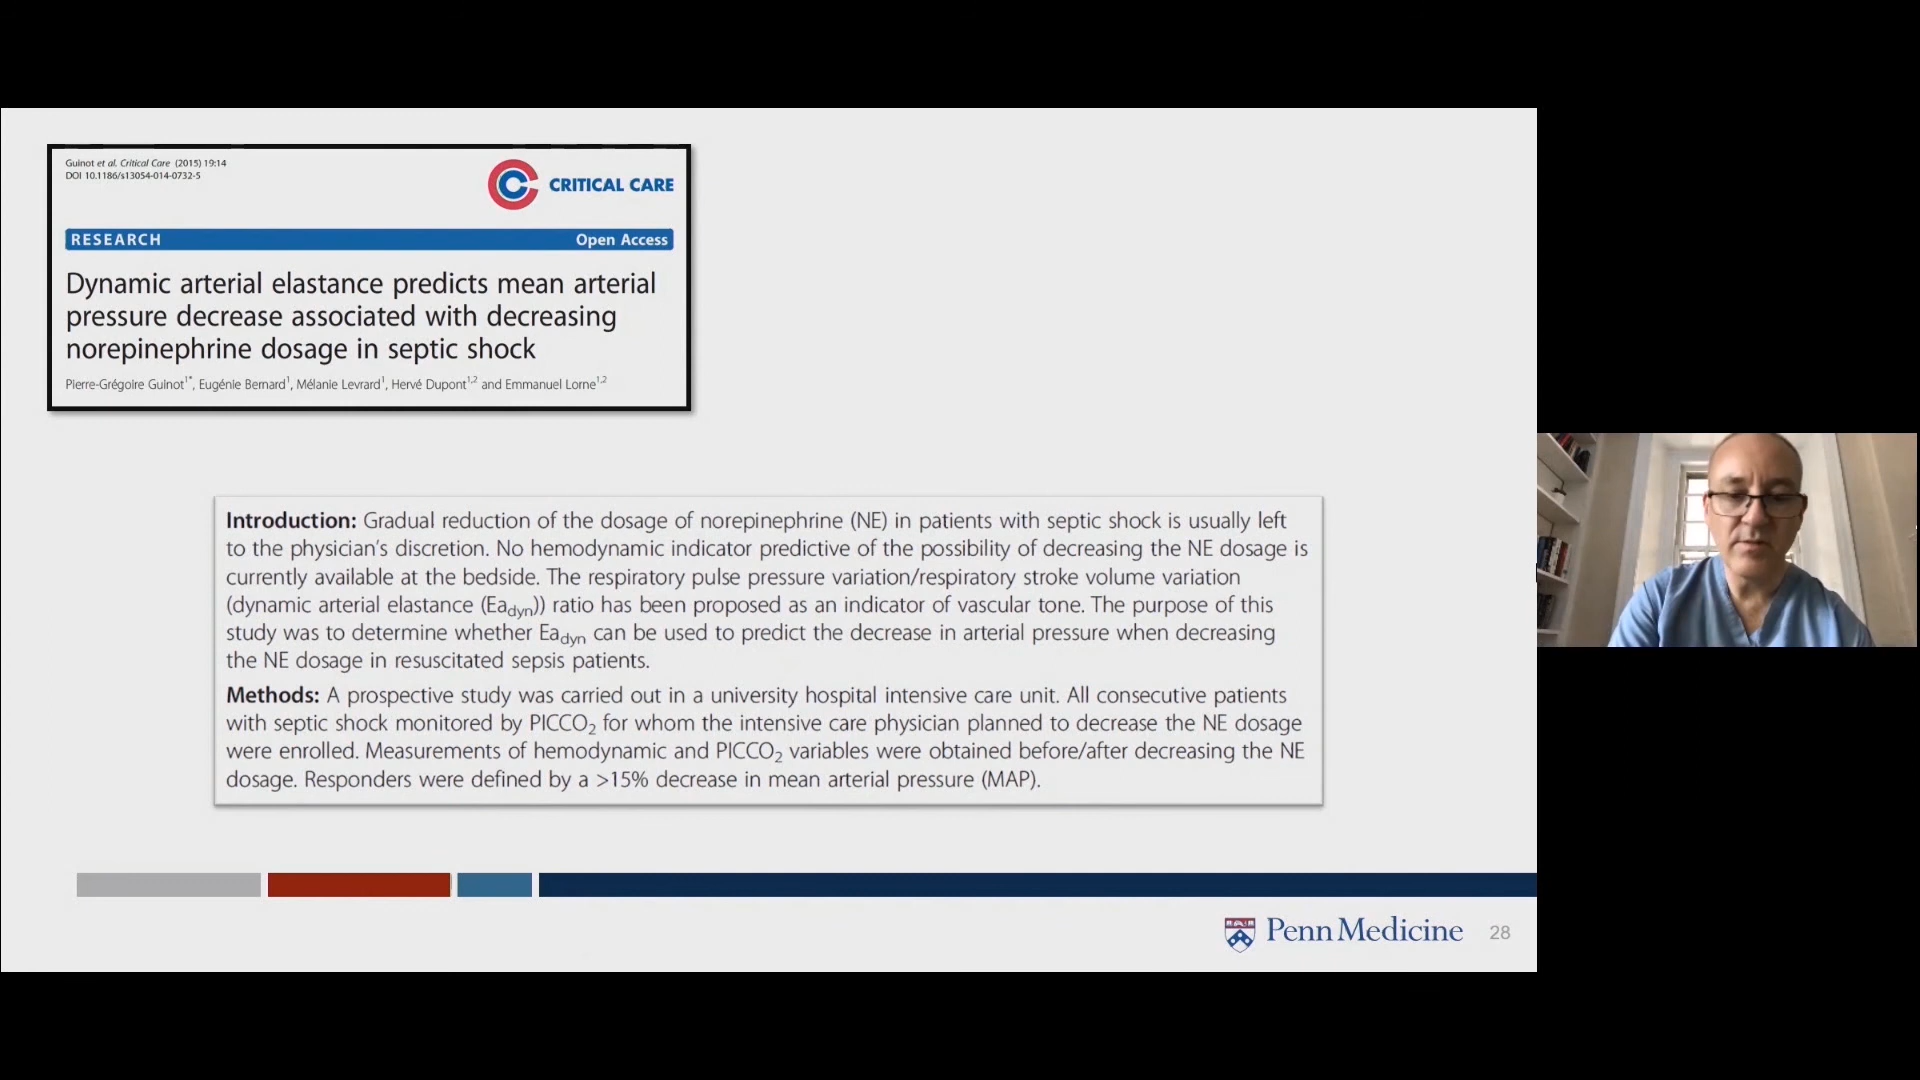 Guinot et al. Critical Care (2015) 19:14
DOI 10.1186/s13054-014-0732-5
CRITICAL CARE
RESEARCH Open Access
Dynamic arterial elastance predicts mean arterial
pressure decrease associated with decreasing
norepinephrine dosage in septic shock
Pierre-Grégoire Guinot1*, Eugénie Bernard1, Mélanie Levrard1, Hervé Dupont1,2 and Emmanuel Lorne1,2
Introduction: Gradual reduction of the dosage of norepinephrine (NE) in patients with septic shock is usually left
to the physician's discretion. No hemodynamic indicator predictive of the possibility of decreasing the NE dosage is
currently available at the bedside. The respiratory pulse pressure variation/respiratory stroke volume variation
(dynamic arterial elastance (Eadyn)) ratio has been proposed as an indicator of vascular tone. The purpose of this
study was to determine whether Eadyn can be used to predict the decrease in arterial pressure when decreasing
the NE dosage in resuscitated sepsis patients.
Methods: A prospective study was carried out in a university hospital intensive care unit. All consecutive patients
with septic shock monitored by PICCO2 for whom the intensive care physician planned to decrease the NE dosage
were enrolled. Measurements of hemodynamic and PICCO2 variables were obtained before/after decreasing the NE
dosage. Responders were defined by a >15% decrease in mean arterial pressure (MAP).
Penn Medicine 28